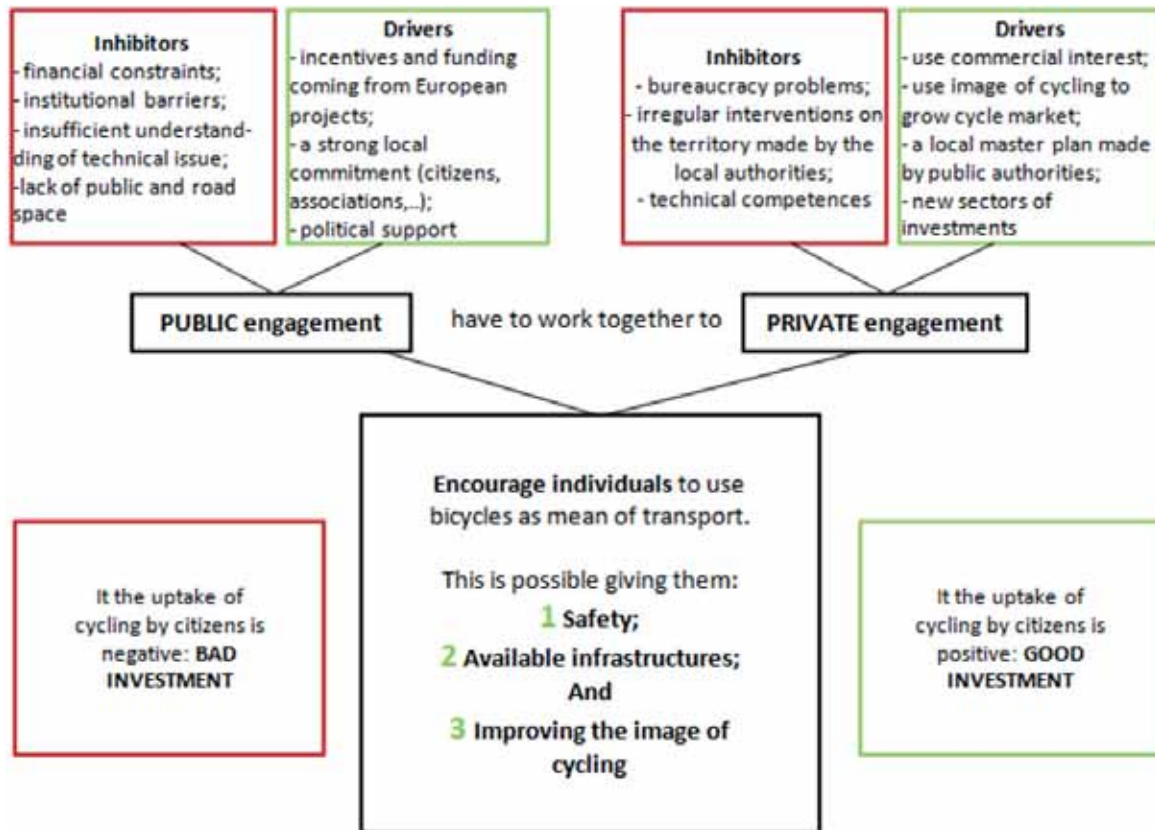 Inhibitors
- financial constraints;
- institutional barriers;
- insufficient understand-
ding of technical issue;
-lack of public and road
space
Drivers
- incentives and funding
coming from European
projects;
-a strong local
commitment (citizens,
associations,..);
- political support
Inhibitors
- bureaucracy problems;
- irregular interventions on
the territory made by the
local authorities;
- technical competences
Drivers
- use commercial interest;
- use image of cycling to
grow cycle market;
- a local master plan made
by public authorities;
- new sectors of
investments
PUBLIC engagement
have to work together to
PRIVATE engagement
Encourage individuals to use
bicycles as mean of transport.
This is possible giving them:
1 Safety;
2 Available infrastructures;
And
3 Improving the image of
cycling
It the uptake of
cycling by citizens is
negative: BAD
INVESTMENT
It the uptake of
cycling by citizens is
positive: GOOD
INVESTMENT